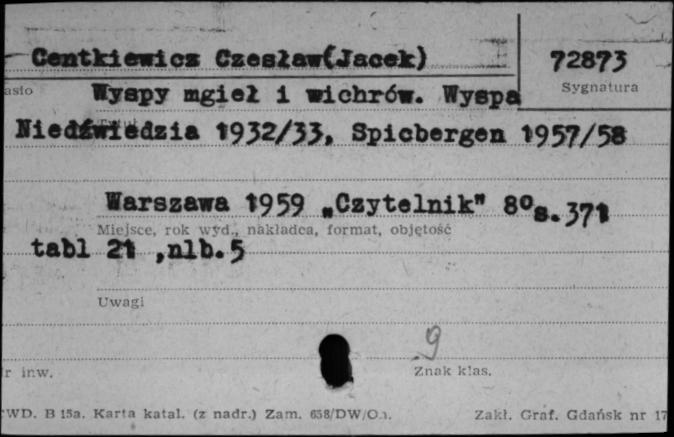 Centkiewicz Czesław(Jacek)
72873
asło
Sygnatura
Wyspy mgieł i wichrów. Wyspa
Niedźwiedzia 1932/33, Spicbergen 1957/58
Warszawa 1959 „Czytelnik" 8⁰s.371
Miejsce, rok wyd., nakładca, format, objętość
tabl 21 ,nlb.5
Uwagi
9
r inw.
Znak klas.
WD. B 15a. Karta katal. (z nadr.) Zam. 658/DW/O.
Zakł. Graf. Gdańsk nr 17